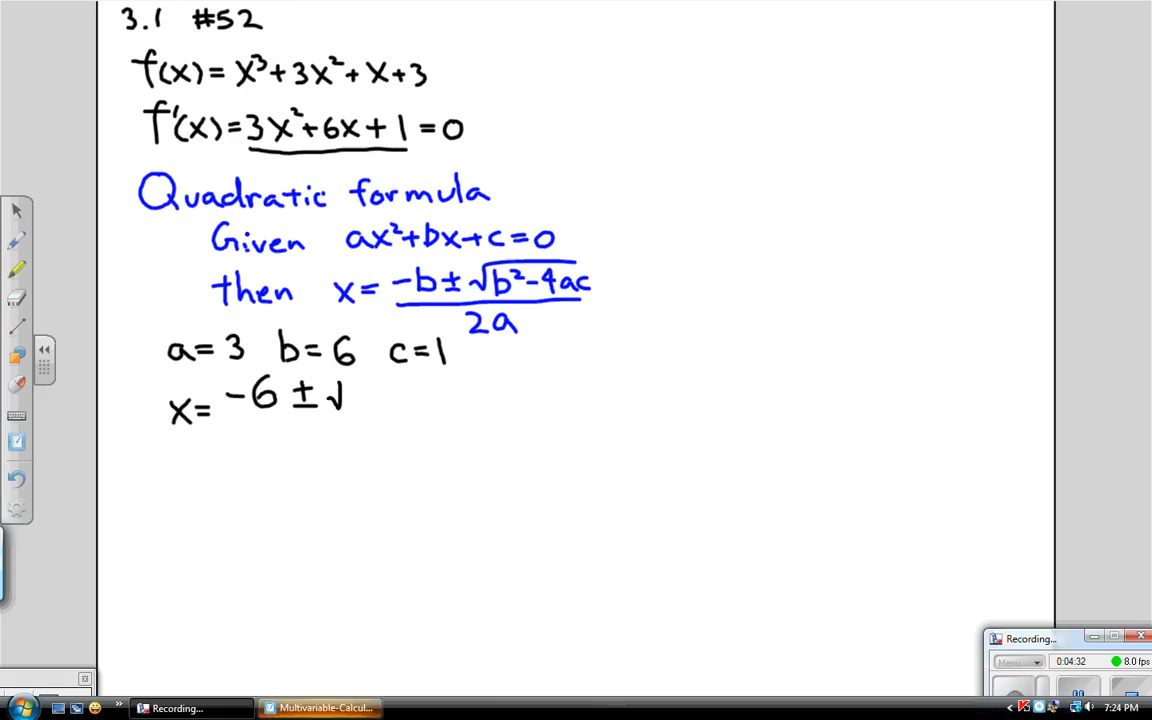 3.1 #52
f(x)= x³+3x²+x+3
f'(x)=3x²+6x+1=0
Quadratic formula
Given ax²+bx+c=0
then x= -b±√b²-4ac
2a
a=3 b=6 c=1
x= -6 ±√
Recording...
Menu
0:04:32
8.0 fps
» Recording... Multivariable-Calcul... 7:24 PM